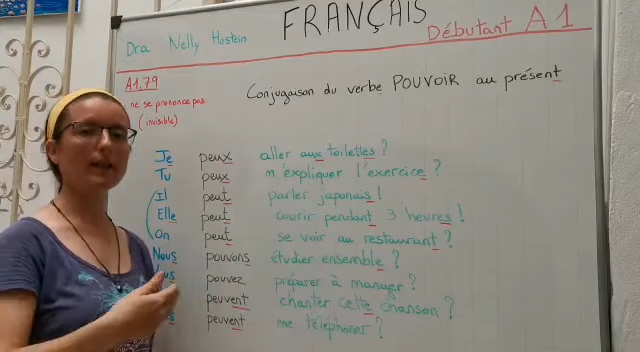 FRANÇAIS
Dra Nelly Hostein
Débutant A1
A1,79
ne se prononce pas.
(invisible)
Conjugaison du verbe POUVOIR au présent
Je peux aller aux toilettes ?
Tu peux m'expliquer l'exercice ?
Il peut parler japonais !
Elle peut courir pendant 3 heures !
On peut se voir au restaurant ?
Nous pouvons étudier ensemble ?
pouvez préparer à manger ?
peuvent chanter cette chanson ?
peuvent me téléphoner ?